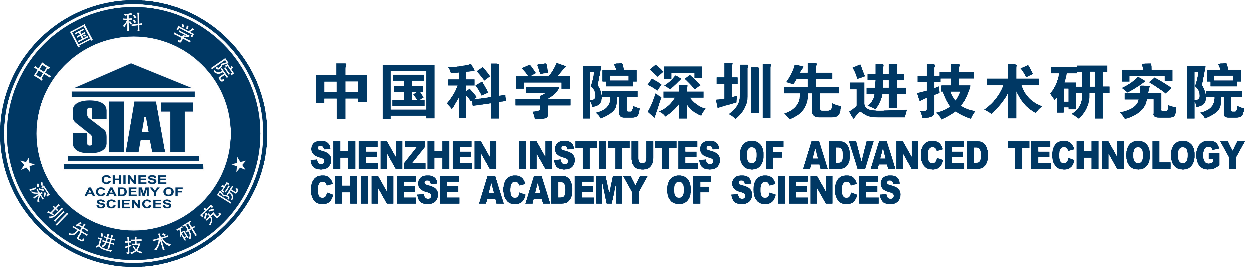 中国科学院
SIAT
CHINESE
ACADEMY OF
SCIENCES
深圳先进技术研究院
中国科学院深圳先进技术研究院
SHENZHEN INSTITUTES OF ADVANCED TECHNOLOGY
CHINESE ACADEMY OF SCIENCES